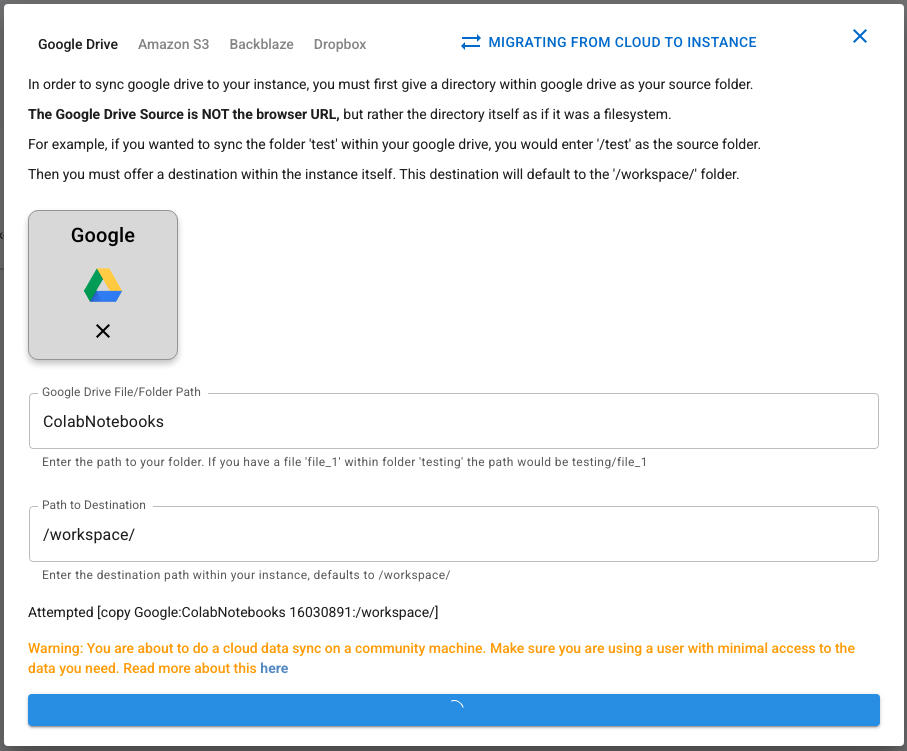 Google Drive Amazon S3 Backblaze Dropbox MIGRATING FROM CLOUD TO INSTANCE
In order to sync google drive to your instance, you must first give a directory within google drive as your source folder.
The Google Drive Source is NOT the browser URL, but rather the directory itself as if it was a filesystem.
For example, if you wanted to sync the folder 'test' within your google drive, you would enter '/test' as the source folder.
Then you must offer a destination within the instance itself. This destination will default to the '/workspace/' folder.
Google
Google Drive File/Folder Path
ColabNotebooks
Enter the path to your folder. If you have a file 'file_1' within folder 'testing' the path would be testing/file_1
Path to Destination
/workspace/
Enter the destination path within your instance, defaults to /workspace/
Attempted [copy Google:ColabNotebooks 16030891:/workspace/]
Warning: You are about to do a cloud data sync on a community machine. Make sure you are using a user with minimal access to the
data you need. Read more about this here